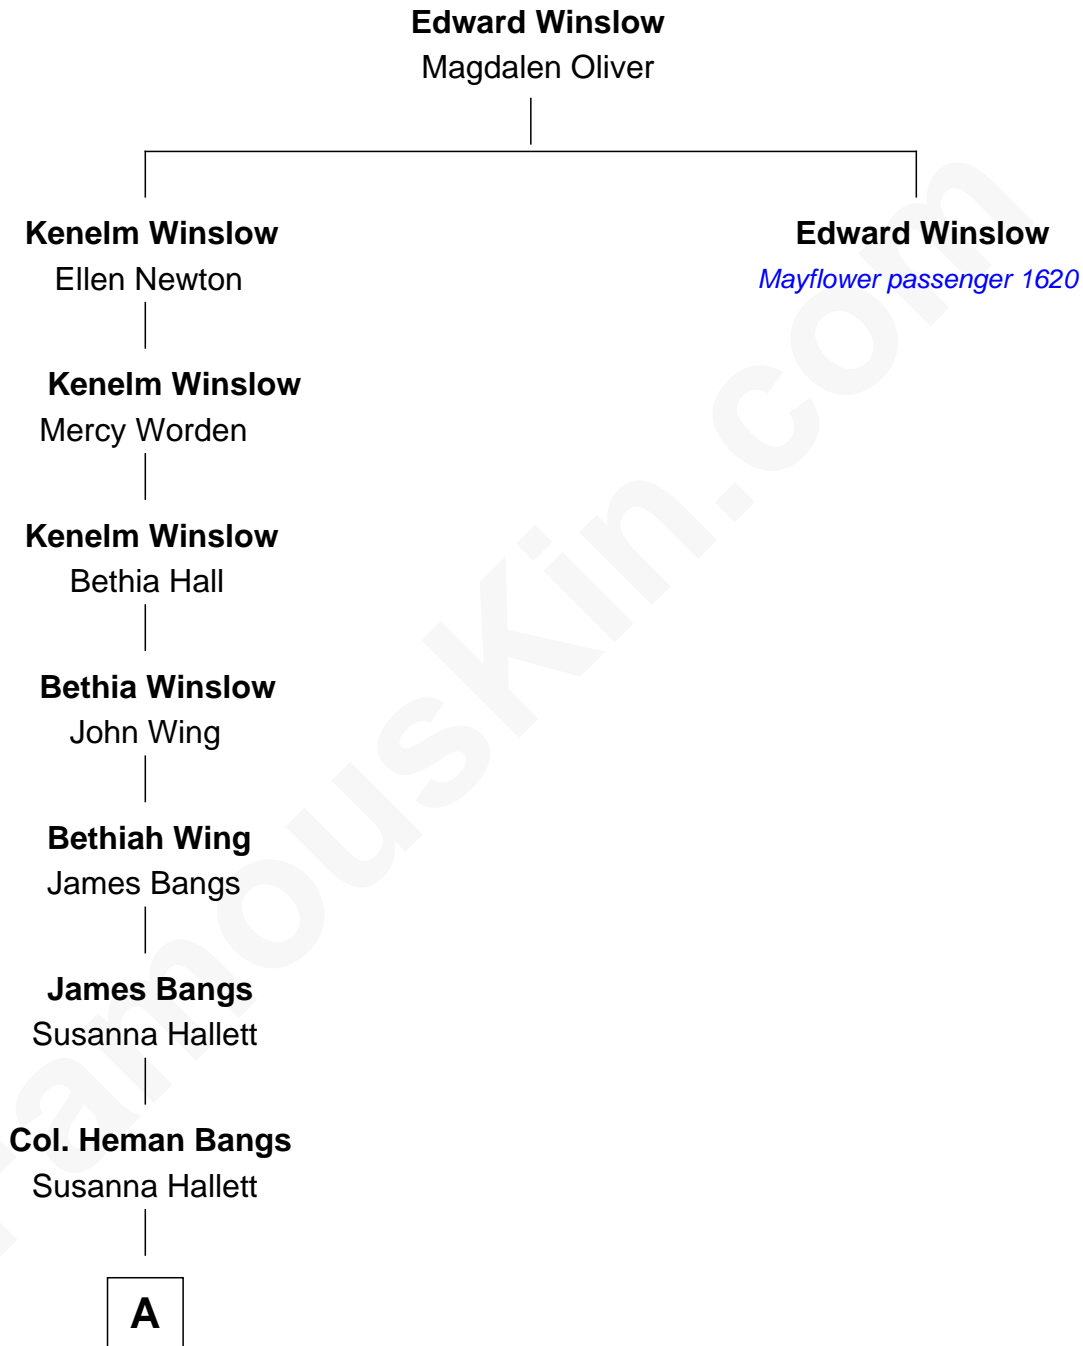 Edward Winslow
Magdalen Oliver
Kenelm Winslow
Ellen Newton
Edward Winslow
Mayflower passenger 1620
Kenelm Winslow
Mercy Worden
Kenelm Winslow
Bethia Hall
Bethia Winslow
John Wing
Bethiah Wing
James Bangs
James Bangs
Susanna Hallett
Col. Heman Bangs
Susanna Hallett
A
FamousKin.com